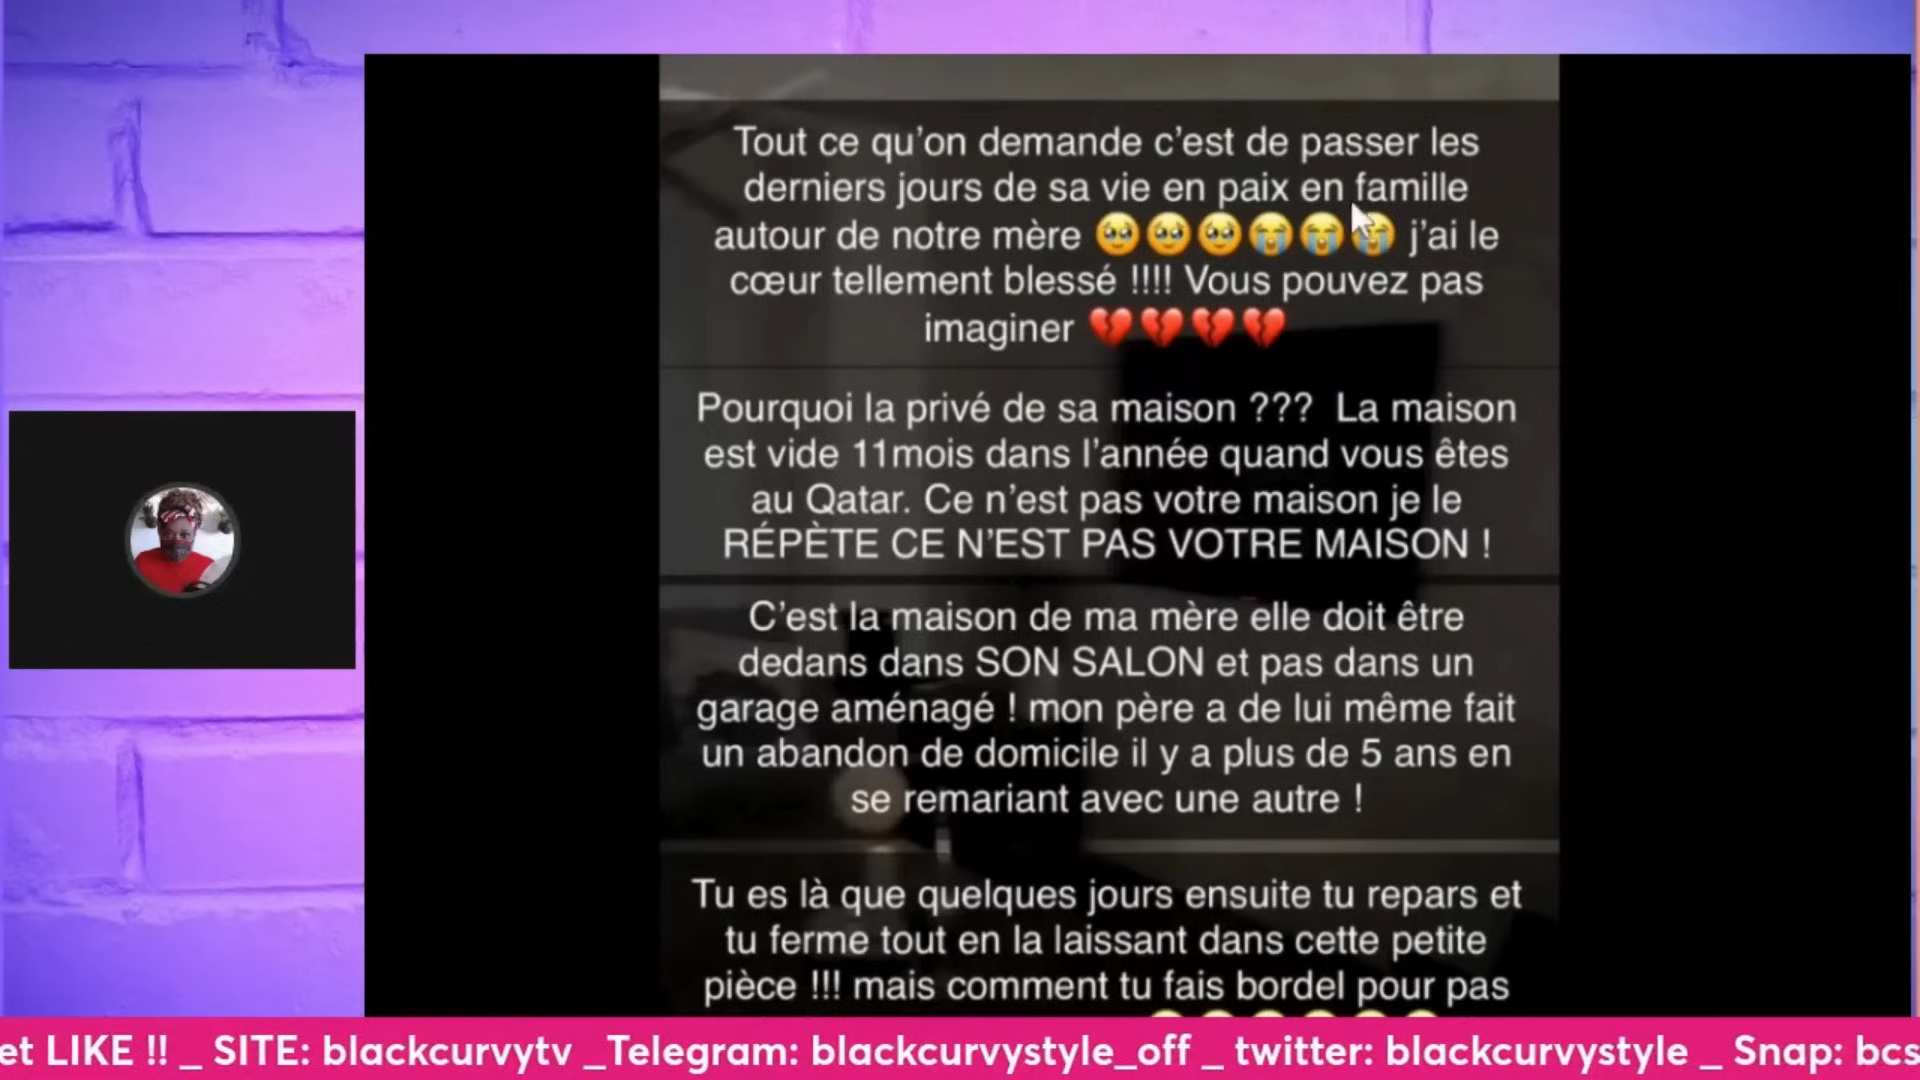 Tout ce qu’on demande c’est de passer les
derniers jours de sa vie en paix en famille
autour de notre mère 🥹🥹🥹😭😭😭 j’ai le
cœur tellement blessé !!!! Vous pouvez pas
imaginer 💔💔💔💔
Pourquoi la privé de sa maison ??? La maison
est vide 11mois dans l’année quand vous êtes
au Qatar. Ce n’est pas votre maison je le
RÉPÈTE CE N’EST PAS VOTRE MAISON !
C’est la maison de ma mère elle doit être
dedans dans SON SALON et pas dans un
garage aménagé ! mon père a de lui même fait
un abandon de domicile il y a plus de 5 ans en
se remariant avec une autre !
Tu es là que quelques jours ensuite tu repars et
tu ferme tout en la laissant dans cette petite
pièce !!! mais comment tu fais bordel pour pas
et LIKE !! _ SITE: blackcurvytv _Telegram: blackcurvystyle_off _ twitter: blackcurvystyle _ Snap: bcs